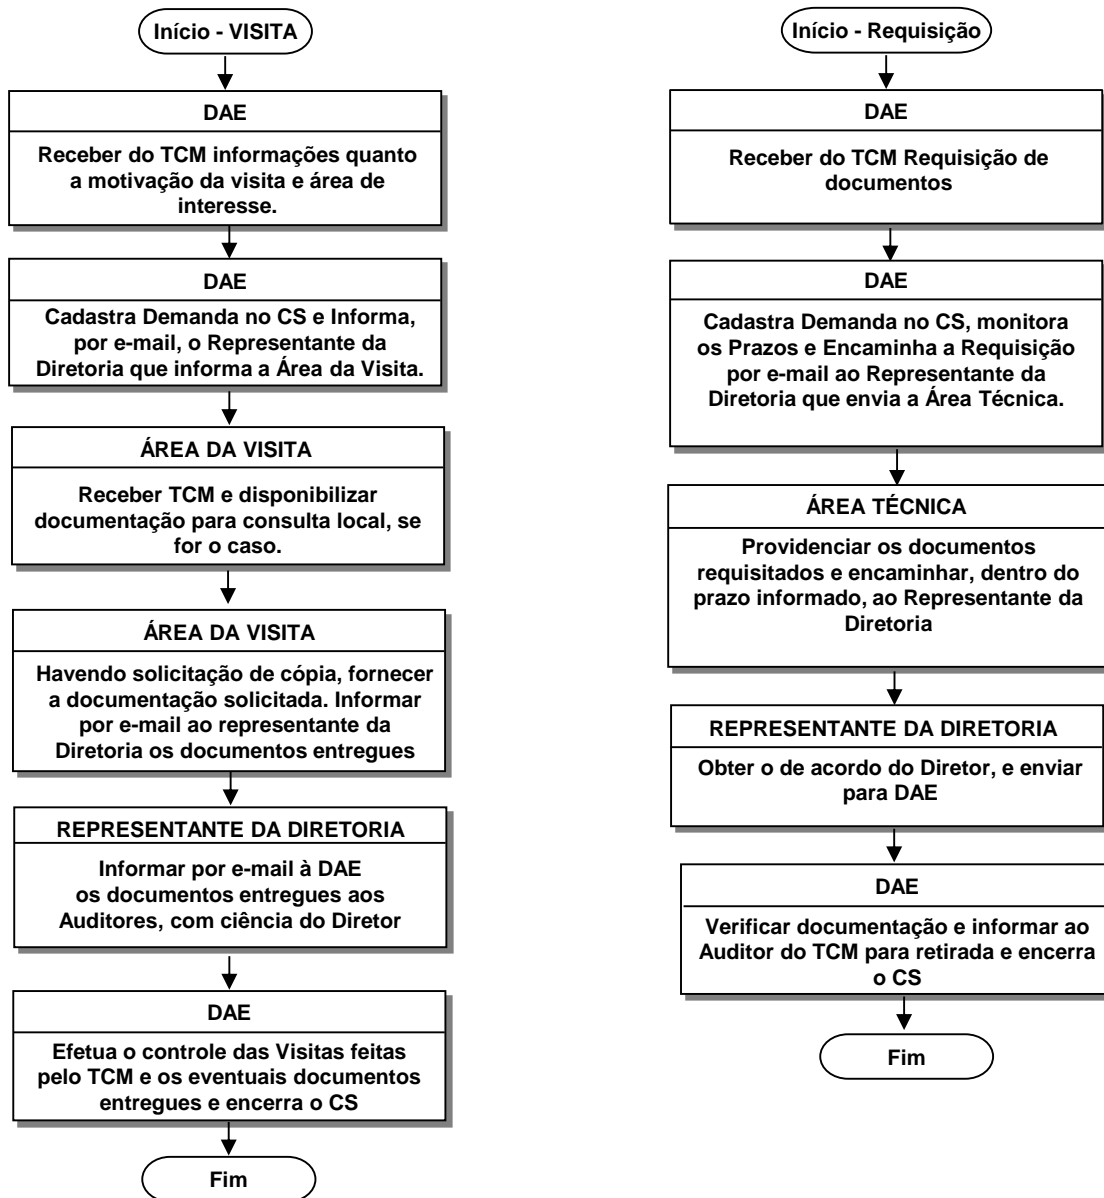 Início - VISITA
DAE
Receber do TCM informações quanto
a motivação da visita e área de
interesse.
DAE
Cadastra Demanda no CS e Informa,
por e-mail, o Representante da
Diretoria que informa a Área da Visita.
ÁREA DA VISITA
Receber TCM e disponibilizar
documentação para consulta local, se
for o caso.
ÁREA DA VISITA
Havendo solicitação de cópia, fornecer
a documentação solicitada. Informar
por e-mail ao representante da
Diretoria os documentos entregues
REPRESENTANTE DA DIRETORIA
Informar por e-mail à DAE
os documentos entregues aos
Auditores, com ciência do Diretor
DAE
Efetua o controle das Visitas feitas
pelo TCM e os eventuais documentos
entregues e encerra o CS
Fim
Início - Requisição
DAE
Receber do TCM Requisição de
documentos
DAE
Cadastra Demanda no CS, monitora
os Prazos e Encaminha a Requisição
por e-mail ao Representante da
Diretoria que envia a Área Técnica.
ÁREA TÉCNICA
Providenciar os documentos
requisitados e encaminhar, dentro do
prazo informado, ao Representante da
Diretoria
REPRESENTANTE DA DIRETORIA
Obter o de acordo do Diretor, e enviar
para DAE
DAE
Verificar documentação e informar ao
Auditor do TCM para retirada e encerra
o CS
Fim